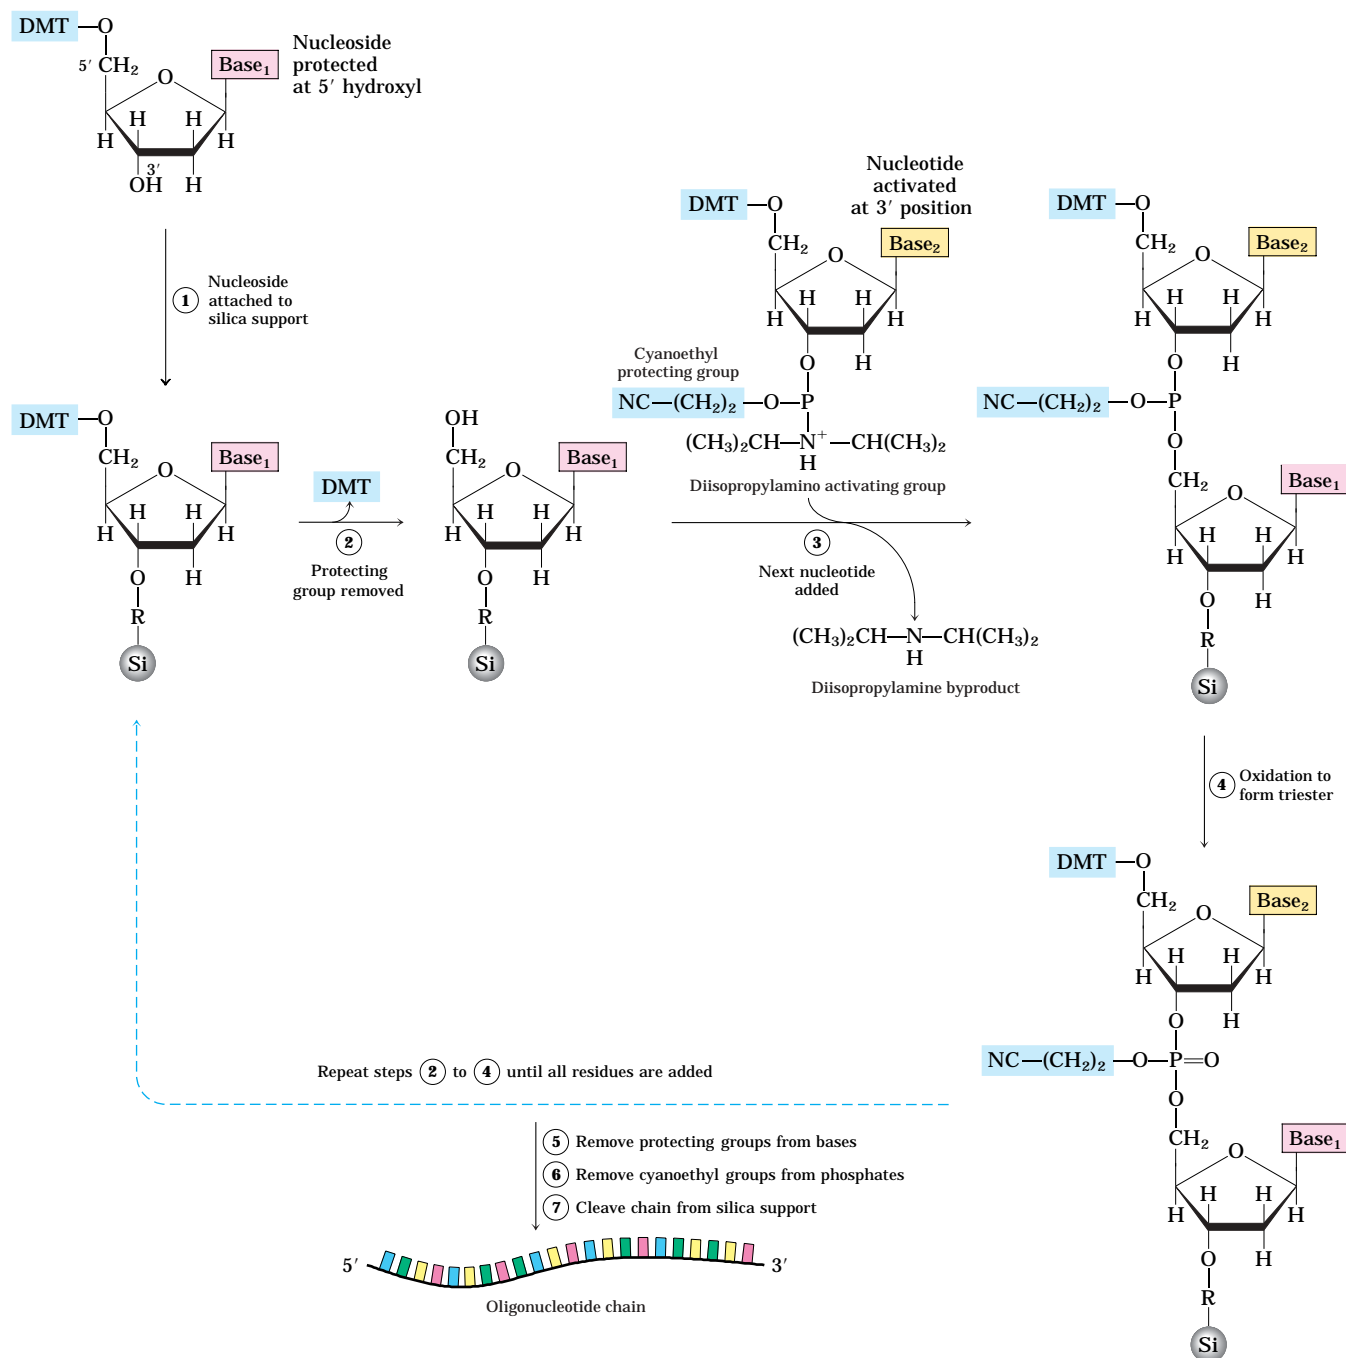 DMT—O
Nucleoside
protected
at 5′ hydroxyl
5′ CH₂
Base₁
O
H H
H H
3′
OH H
1 Nucleoside
attached to
silica support
DMT—O
CH₂
Base₁
O
H H
H H
O H
R
Si
DMT
2
Protecting
group removed
OH
CH₂
Base₁
O
H H
H H
O H
R
Si
Nucleotide
activated
at 3′ position
DMT—O
CH₂
Base₂
O
H H
H H
O H
Cyanoethyl
protecting group
NC—(CH₂)₂—O—P
(CH₃)₂CH—N⁺—CH(CH₃)₂
H
Diisopropylamino activating group
3
Next nucleotide
added
(CH₃)₂CH—N—CH(CH₃)₂
H
Diisopropylamine byproduct
DMT—O
CH₂
Base₂
O
H H
H H
O H
NC—(CH₂)₂—O—P
O
CH₂
Base₁
O
H H
H H
O H
R
Si
4 Oxidation to
form triester
DMT—O
CH₂
Base₂
O
H H
H H
O H
NC—(CH₂)₂—O—P=O
O
CH₂
Base₁
O
H H
H H
O H
R
Si
Repeat steps 2 to 4 until all residues are added
5 Remove protecting groups from bases
6 Remove cyanoethyl groups from phosphates
7 Cleave chain from silica support
5′ 3′
Oligonucleotide chain